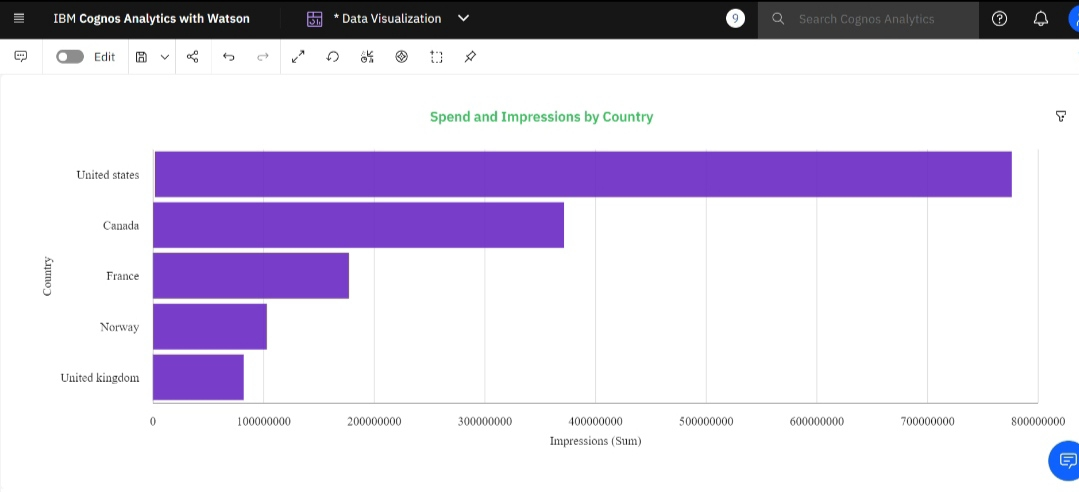 IBM Cognos Analytics with Watson
* Data Visualization
9
Search Cognos Analytics
Edit
Spend and Impressions by Country
United states
Canada
France
Norway
United kingdom
Country
0 100000000 200000000 300000000 400000000 500000000 600000000 700000000 800000000
Impressions (Sum)